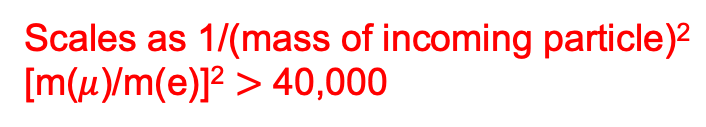 Scales as 1/(mass of incoming particle)²
[m(μ)/m(e)]² > 40,000